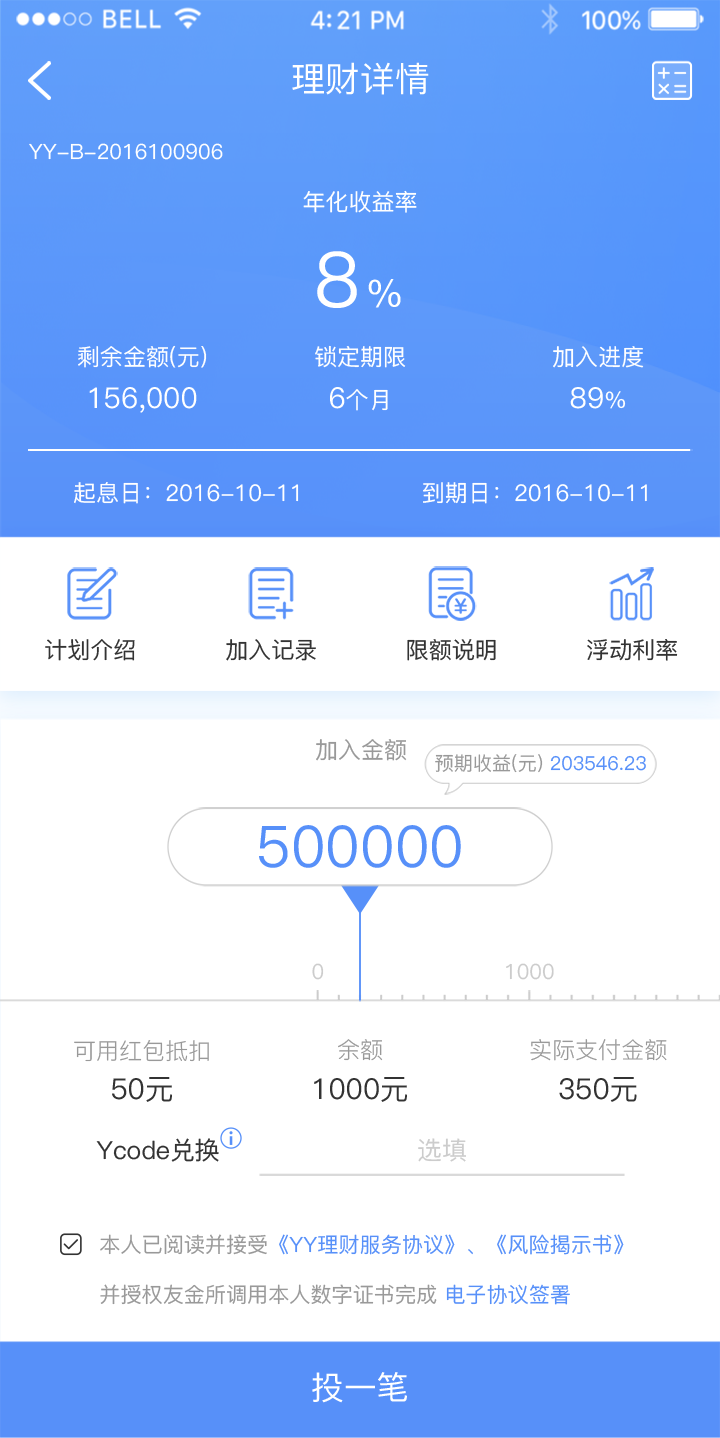 BELL 4:21 PM 100%
理财详情
YY-B-2016100906
年化收益率
8%
剩余金额(元) 锁定期限 加入进度
156,000 6个月 89%
起息日：2016-10-11 到期日：2016-10-11
计划介绍 加入记录 限额说明 浮动利率
加入金额 预期收益(元) 203546.23
500000
0 1000
可用红包抵扣 余额 实际支付金额
50元 1000元 350元
Ycode兑换 选填
本人已阅读并接受《YY理财服务协议》、《风险揭示书》
并授权友金所调用本人数字证书完成 电子协议签署
投一笔